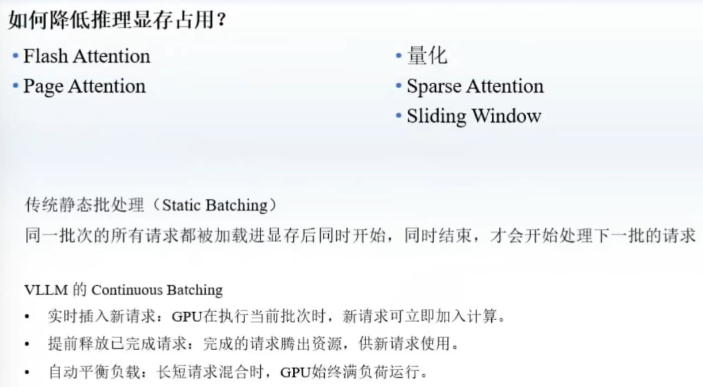 如何降低推理显存占用？
• Flash Attention
• Page Attention
• 量化
• Sparse Attention
• Sliding Window
传统静态批处理（Static Batching）
同一批次的所有请求都被加载进显存后同时开始，同时结束，才会开始处理下一批的请求
VLLM 的 Continuous Batching
• 实时插入新请求：GPU在执行当前批次时，新请求可立即加入计算。
• 提前释放已完成请求：完成的请求腾出资源，供新请求使用。
• 自动平衡负载：长短请求混合时，GPU始终满负荷运行。